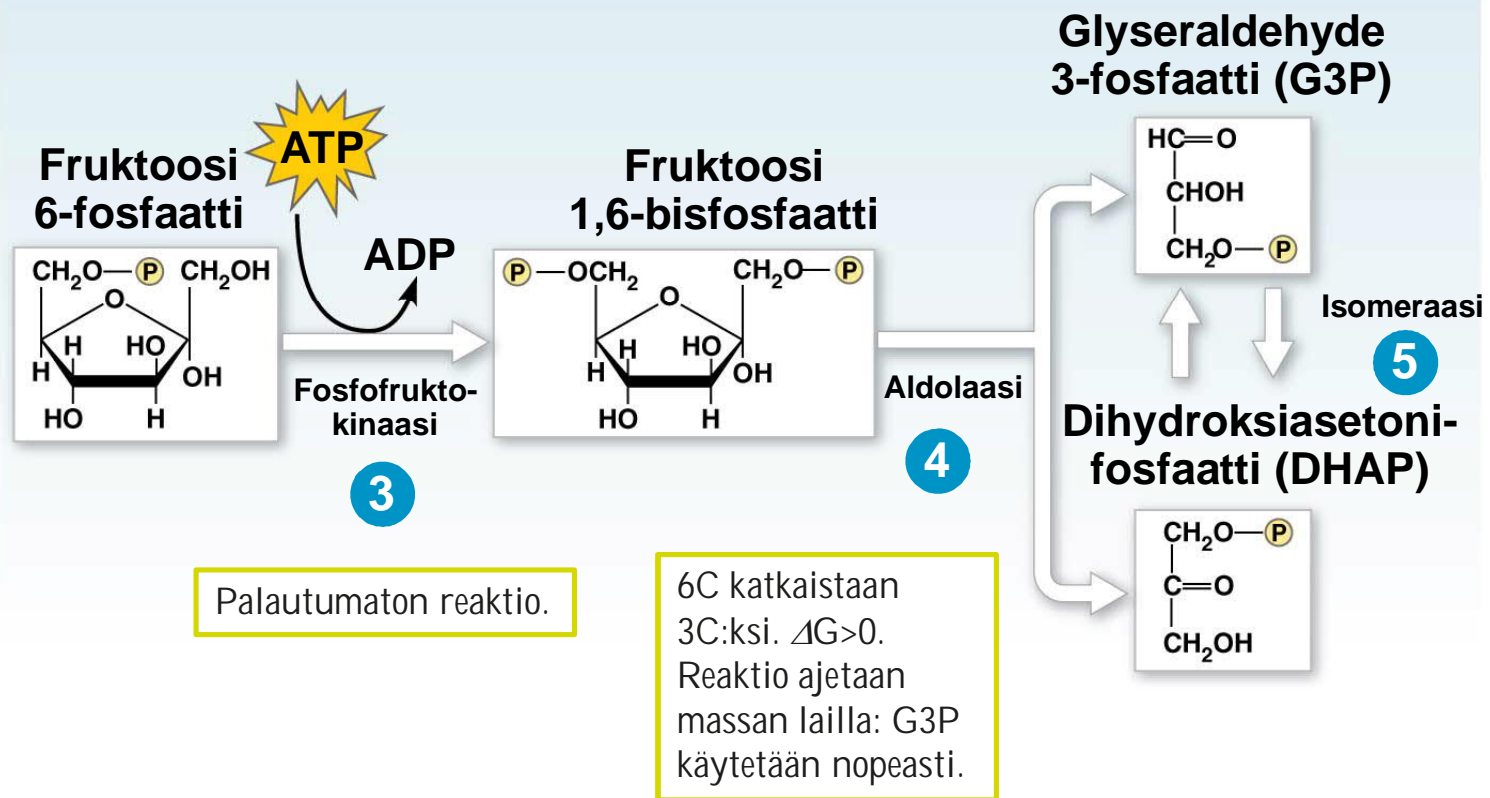 Glyseraldehyde
3-fosfaatti (G3P)
ATP
Fruktoosi
6-fosfaatti
ADP
Fruktoosi
1,6-bisfosfaatti
HC=O
CHOH
CH₂O—P
CH₂O—P CH₂OH
O
H HO
H OH
HO H
P—OCH₂ CH₂O—P
O
H HO
H OH
HO H
Fosfofrukto-
kinaasi
3
Aldolaasi
4
Isomeraasi
5
Dihydroksiasetoni-
fosfaatti (DHAP)
CH₂O—P
C=O
CH₂OH
Palautumaton reaktio.
6C katkaistaan
3C:ksi. ΔG>0.
Reaktio ajetaan
massan lailla: G3P
käytetään nopeasti.